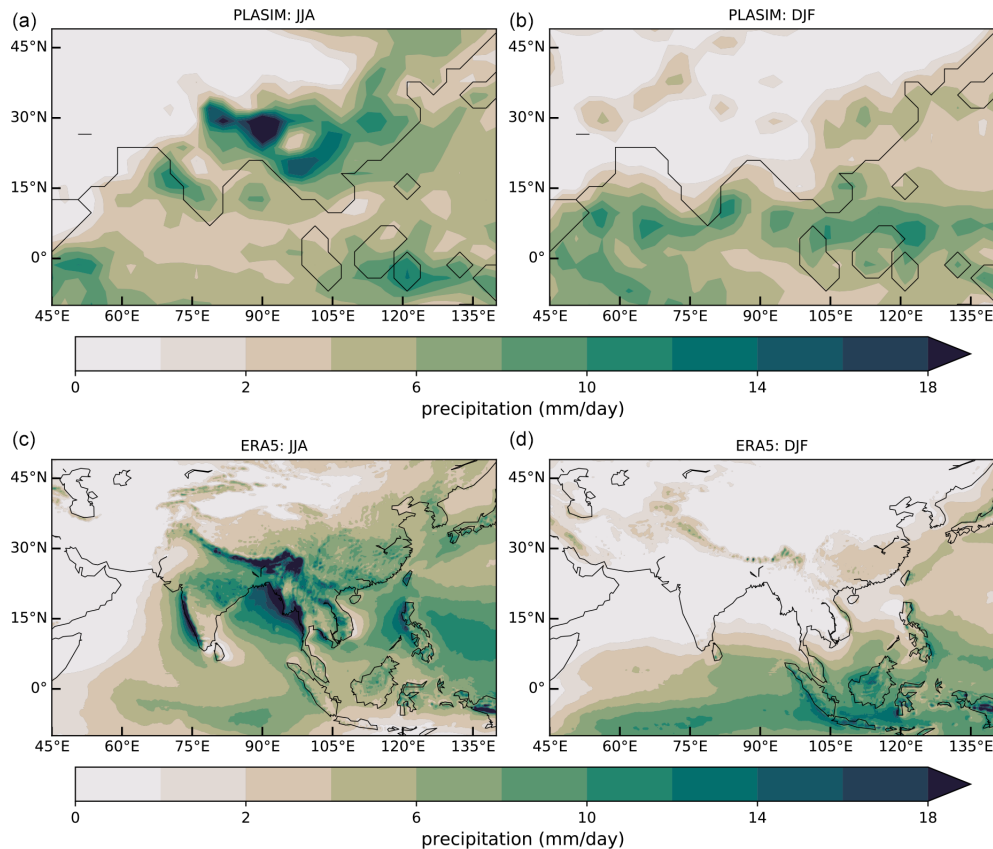 (a)
PLASIM: JJA
(b)
PLASIM: DJF
45°N
30°N
15°N
0°
45°E 60°E 75°E 90°E 105°E 120°E 135°E
45°N
30°N
15°N
0°
45°E 60°E 75°E 90°E 105°E 120°E 135°E
0 2 6 10 14 18
precipitation (mm/day)
(c)
ERA5: JJA
(d)
ERA5: DJF
45°N
30°N
15°N
0°
45°E 60°E 75°E 90°E 105°E 120°E 135°E
45°N
30°N
15°N
0°
45°E 60°E 75°E 90°E 105°E 120°E 135°E
0 2 6 10 14 18
precipitation (mm/day)